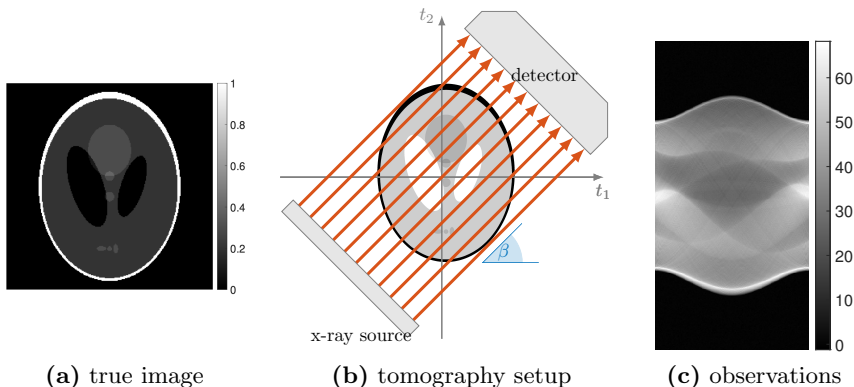 1
0.8
0.6
0.4
0.2
0
t₂
detector
t₁
β
x-ray source
60
50
40
30
20
10
0
(a) true image
(b) tomography setup
(c) observations